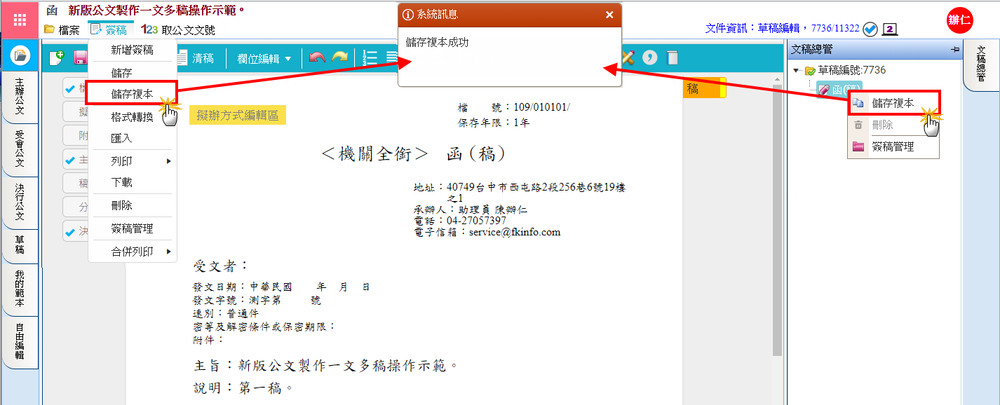 函 新版公文製作一文多稿操作示範。
檔案 簽稿 123 取公文文號
文件資訊：草稿編輯，7736/11322 2
辦仁
系統訊息
儲存複本成功
清稿 欄位編輯
新增簽稿
儲存
儲存複本
格式轉換
匯入
列印
下載
刪除
簽稿管理
合併列印
主辦公文
受會公文
決行公文
草稿
我的範本
自由編輯
擬
附
主
稿
分
決
擬辦方式編輯區
稿
檔　　號：109/010101/
保存年限：1年
＜機關全銜＞　函(稿)
地址：40749台中市西屯路2段256巷6號19樓
之1
承辦人：助理員 陳辦仁
電話：04-27057397
電子信箱：service@fkinfo.com
受文者：
發文日期：中華民國　　年　月　日
發文字號：測字第　　　號
速別：普通件
密等及解密條件或保密期限：
附件：
主旨：新版公文製作一文多稿操作示範。
說明：第一稿。
文稿總管
草稿編號:7736
函(稿)
儲存複本
刪除
簽稿管理
文稿總管